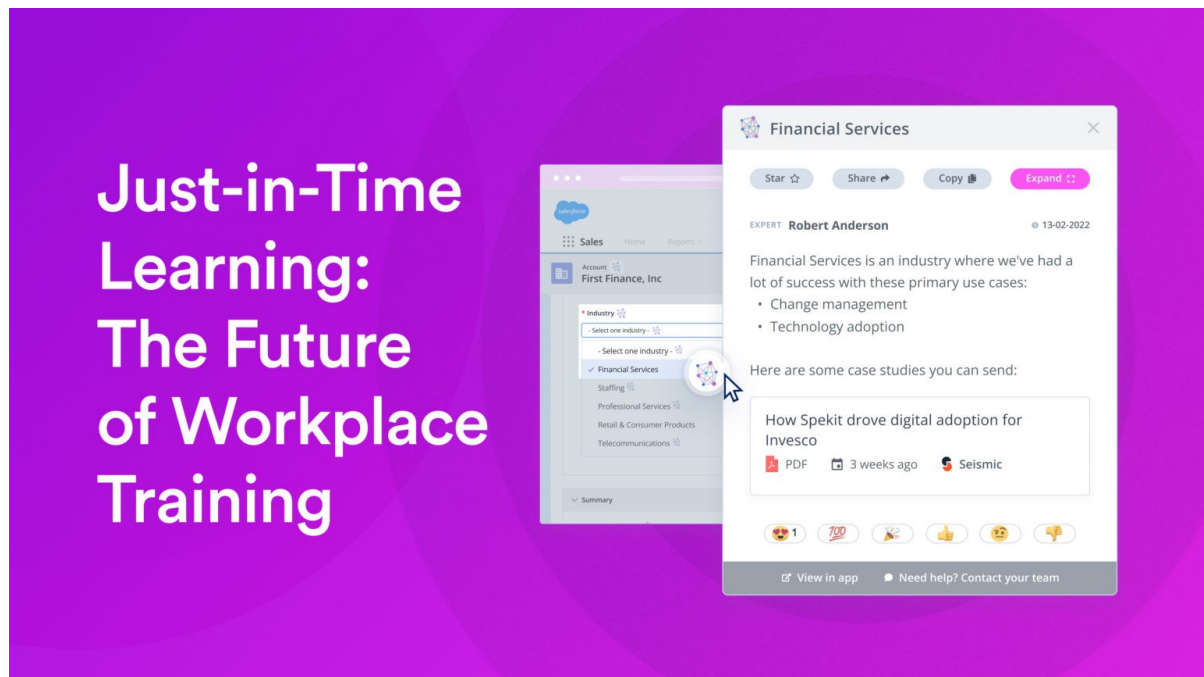 Just-in-Time
Learning:
The Future
of Workplace
Training
salesforce
Sales Home Reports
Account
First Finance, Inc
* Industry
- Select one industry -
- Select one industry -
Financial Services
Staffing
Professional Services
Retail & Consumer Products
Telecommunications
Summary
Financial Services
Star
Share
Copy
Expand
EXPERT Robert Anderson
13-02-2022
Financial Services is an industry where we've had a
lot of success with these primary use cases:
• Change management
• Technology adoption
Here are some case studies you can send:
How Spekit drove digital adoption for
Invesco
PDF 3 weeks ago Seismic
1
100
View in app Need help? Contact your team